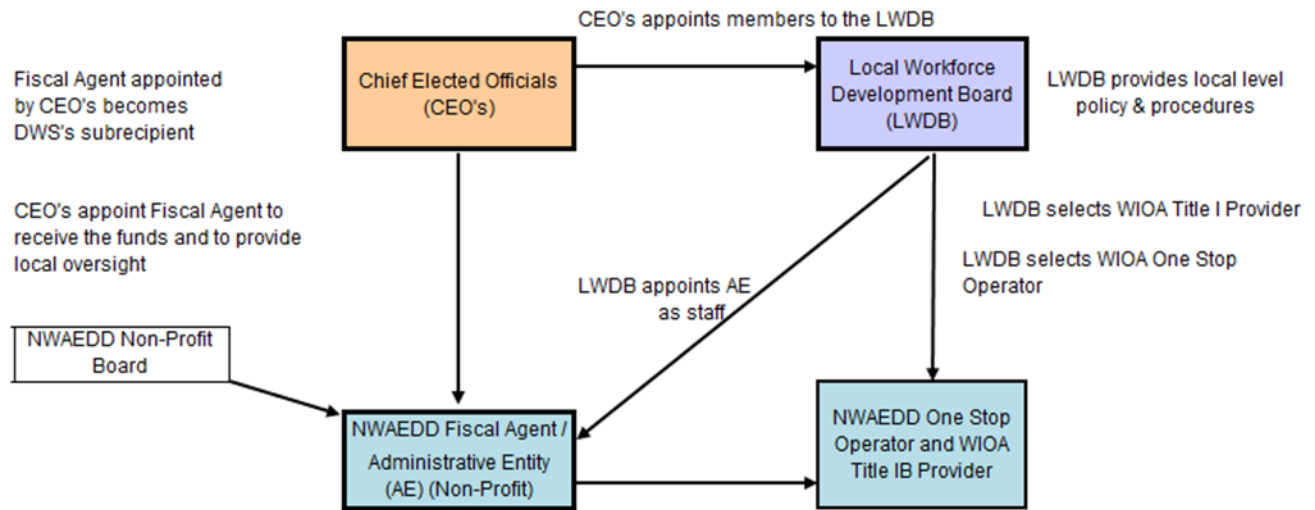 CEO's appoints members to the LWDB
Fiscal Agent appointed
by CEO's becomes
DWS's subrecipient
Chief Elected Officials
(CEO's)
Local Workforce
Development Board
(LWDB)
LWDB provides local level
policy & procedures
CEO's appoint Fiscal Agent to
receive the funds and to provide
local oversight
LWDB selects WIOA Title I Provider
LWDB selects WIOA One Stop
Operator
LWDB appoints AE
as staff
NWAEDD Non-Profit
Board
NWAEDD Fiscal Agent /
Administrative Entity
(AE) (Non-Profit)
NWAEDD One Stop
Operator and WIOA
Title IB Provider